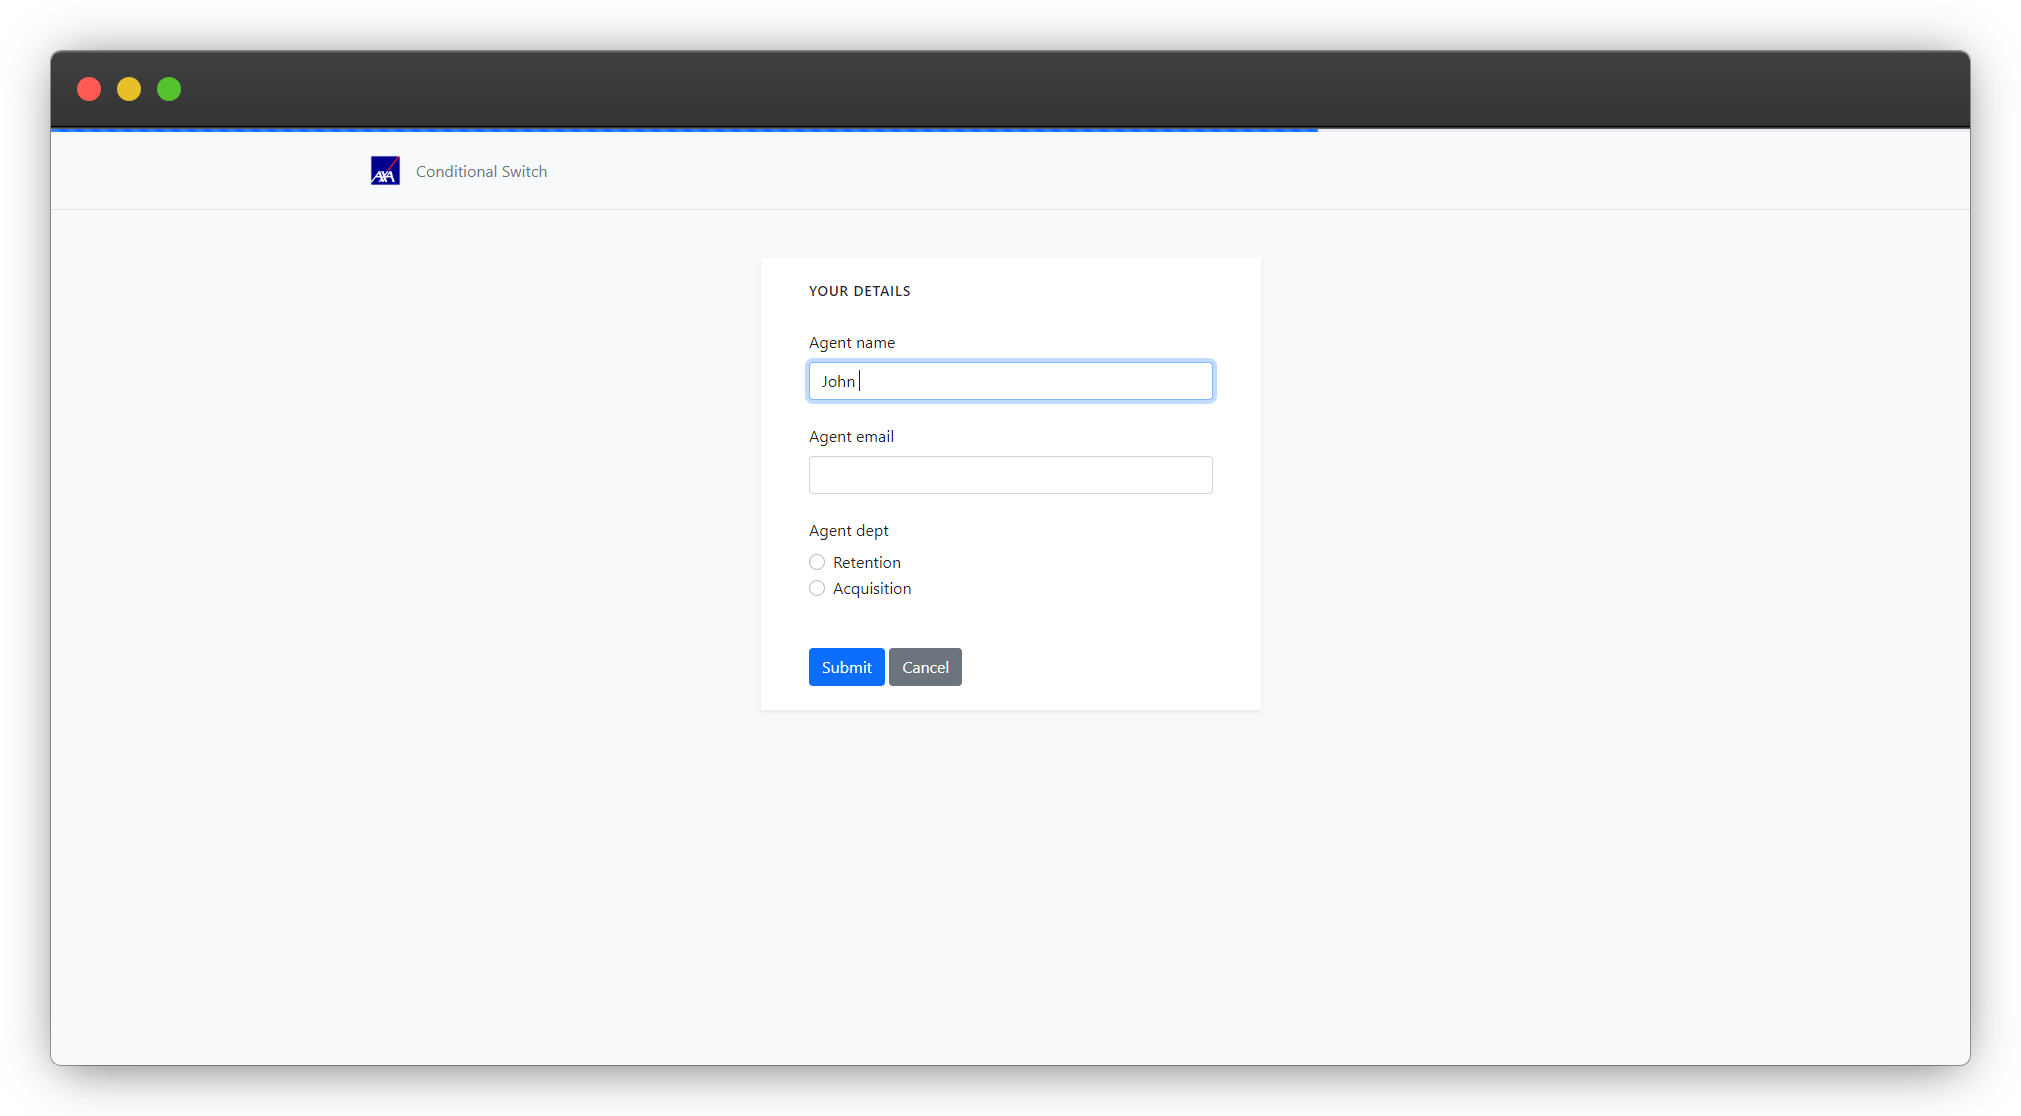 AXA
Conditional Switch
YOUR DETAILS
Agent name
John
Agent email
Agent dept
Retention
Acquisition
Submit Cancel